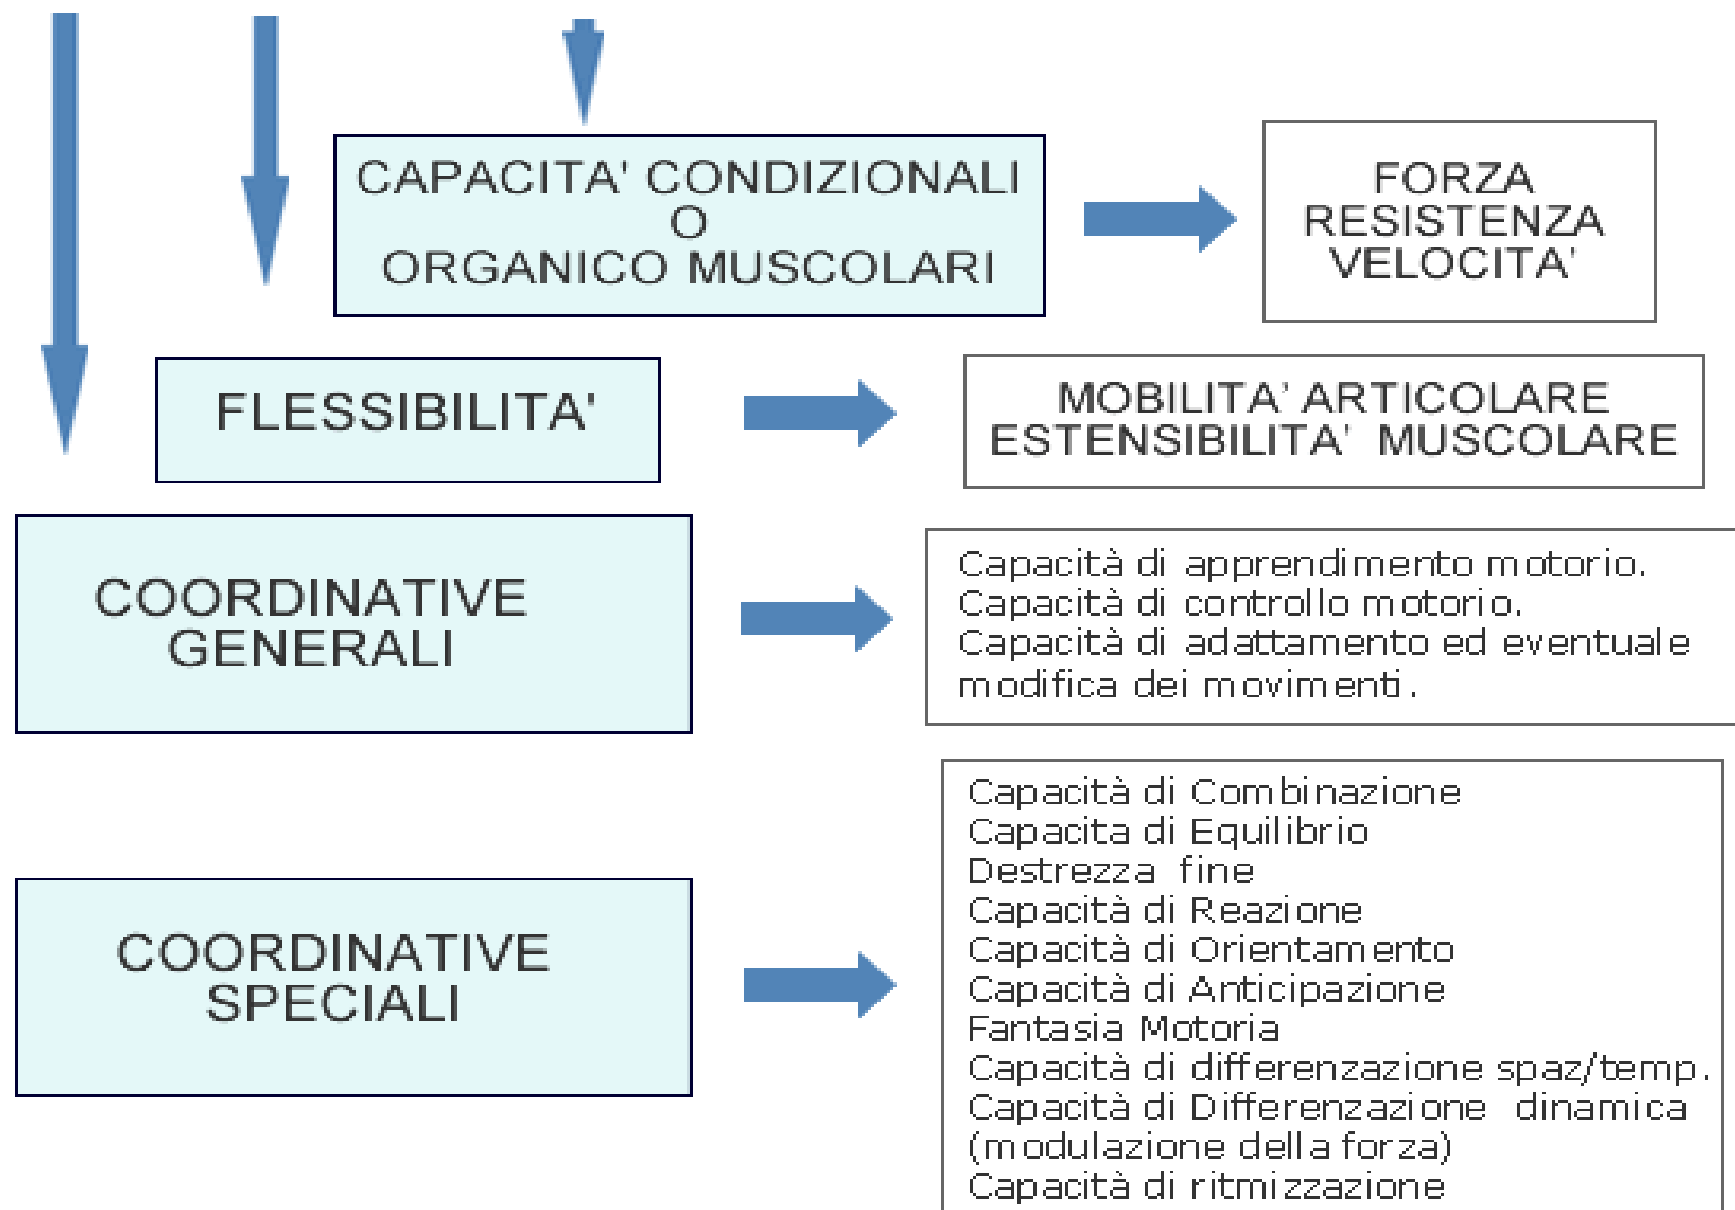 CAPACITA' CONDIZIONALI
O
ORGANICO MUSCOLARI
FORZA
RESISTENZA
VELOCITA'
FLESSIBILITA'
MOBILITA' ARTICOLARE
ESTENSIBILITA' MUSCOLARE
COORDINATIVE
GENERALI
Capacità di apprendimento motorio.
Capacità di controllo motorio.
Capacità di adattamento ed eventuale
modifica dei movimenti.
COORDINATIVE
SPECIALI
Capacità di Combinazione
Capacita di Equilibrio
Destrezza fine
Capacità di Reazione
Capacità di Orientamento
Capacità di Anticipazione
Fantasia Motoria
Capacità di differenzazione spaz/temp.
Capacità di Differenzazione dinamica
(modulazione della forza)
Capacità di ritmizzazione